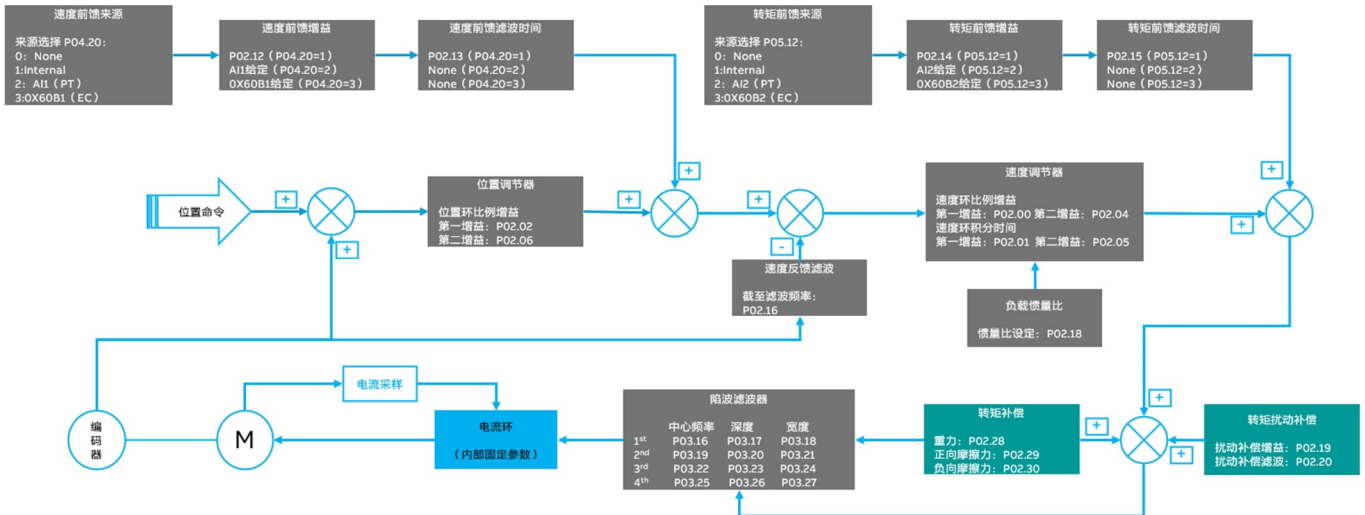 速度前馈来源
来源选择 P04.20：
0：None
1:Internal
2：AI1（PT）
3:0X60B1（EC）
速度前馈增益
P02.12（P04.20=1）
AI1给定（P04.20=2）
0X60B1给定（P04.20=3）
速度前馈滤波时间
P02.13（P04.20=1）
None（P04.20=2）
None（P04.20=3）
转矩前馈来源
来源选择 P05.12：
0：None
1:Internal
2：AI2（PT）
3:0X60B2（EC）
转矩前馈增益
P02.14（P05.12=1）
AI2给定（P05.12=2）
0X60B2给定（P05.12=3）
转矩前馈滤波时间
P02.15（P05.12=1）
None（P05.12=2）
None（P05.12=3）
位置命令
+
+
位置调节器
位置环比例增益
第一增益：P02.02
第二增益：P02.06
+
+
+
-
速度反馈滤波
截至滤波频率：
P02.16
速度调节器
速度环比例增益
第一增益：P02.00 第二增益：P02.04
速度环积分时间
第一增益：P02.01 第二增益：P02.05
负载惯量比
惯量比设定：P02.18
+
+
编码器
M
电流采样
电流环
（内部固定参数）
陷波滤波器
中心频率 深度 宽度
1st P03.16 P03.17 P03.18
2nd P03.19 P03.20 P03.21
3rd P03.22 P03.23 P03.24
4th P03.25 P03.26 P03.27
转矩补偿
重力：P02.28
正向摩擦力：P02.29
负向摩擦力：P02.30
+
+
+
转矩扰动补偿
扰动补偿增益：P02.19
扰动补偿滤波：P02.20